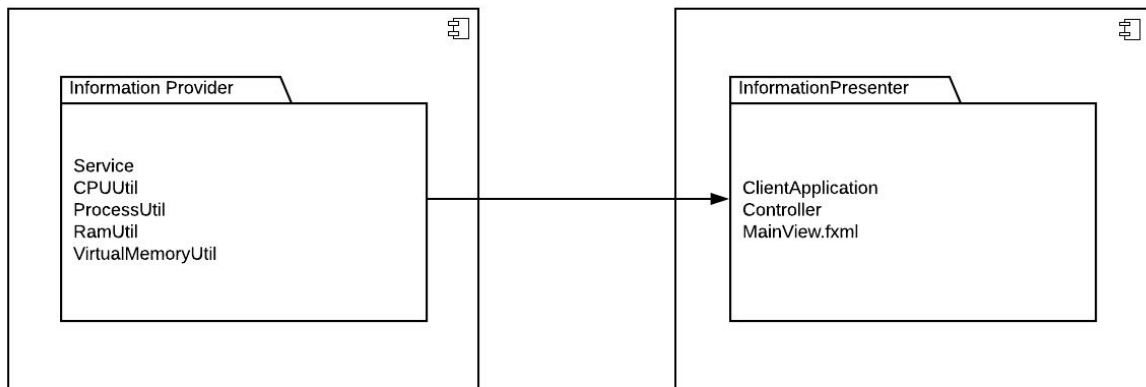 Information Provider
Service
CPUUtil
ProcessUtil
RamUtil
VirtualMemoryUtil
InformationPresenter
ClientApplication
Controller
MainView.fxml